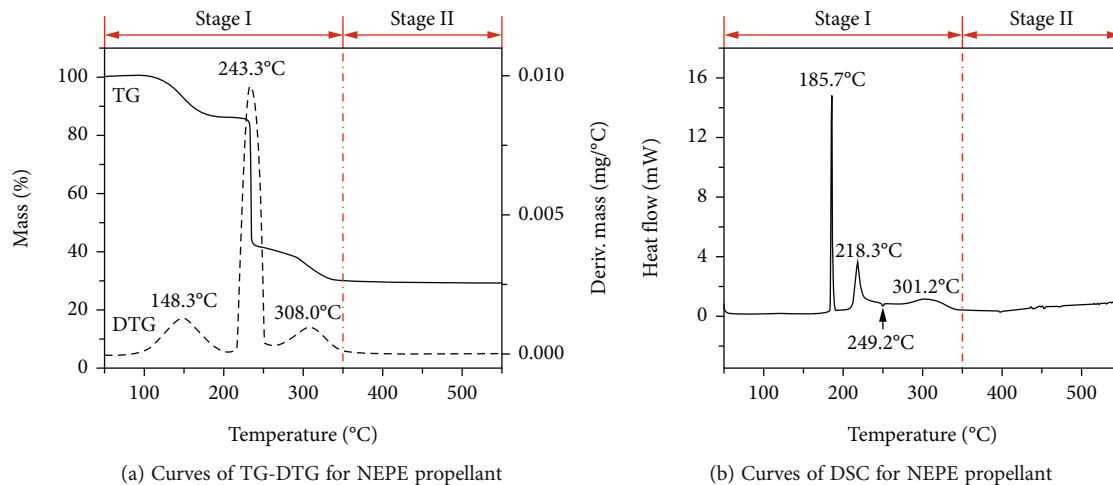 Stage I
Stage II
243.3°C
TG
148.3°C
308.0°C
DTG
100
80
60
40
20
0
0.010
0.005
0.000
100
200
300
400
500
Mass (%)
Deriv. mass (mg/°C)
Temperature (°C)
(a) Curves of TG-DTG for NEPE propellant
Stage I
Stage II
185.7°C
218.3°C
301.2°C
249.2°C
16
12
8
4
0
100
200
300
400
500
Heat flow (mW)
Temperature (°C)
(b) Curves of DSC for NEPE propellant